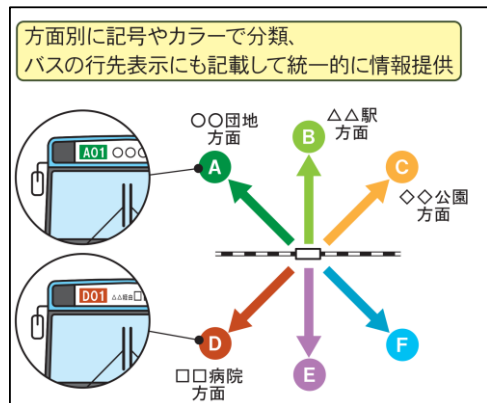 方面別に記号やカラーで分類、
バスの行先表示にも記載して統一的に情報提供
○○団地
方面
△△駅
方面
A
B
C
◇◇公園
方面
A01 ○○○
D01 △△経由□
D
E
F
□□病院
方面